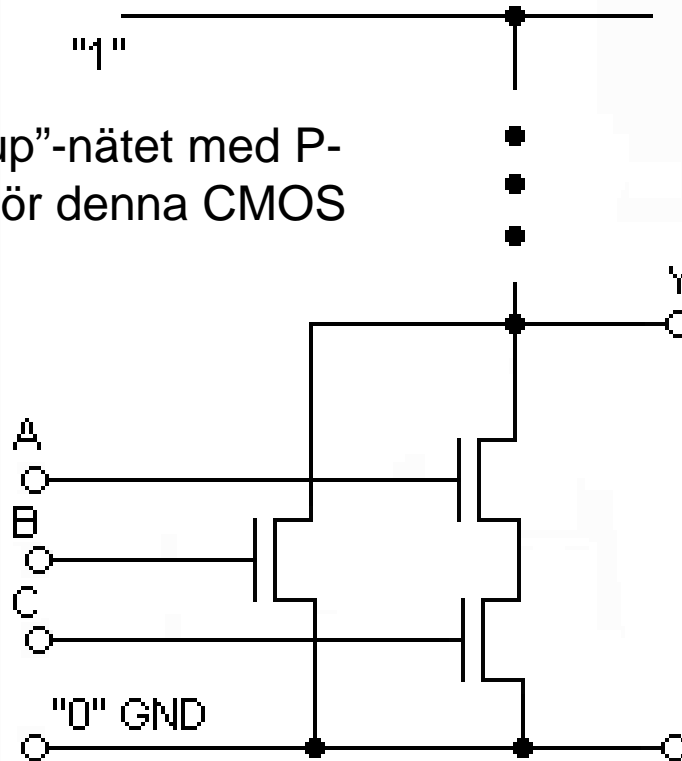 "1"
up”-nätet med P-
ör denna CMOS
Y
A
B
C
"0" GND